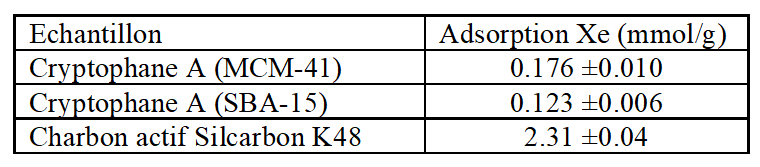 Echantillon Adsorption Xe (mmol/g)
Cryptophane A (MCM-41) 0.176 ±0.010
Cryptophane A (SBA-15) 0.123 ±0.006
Charbon actif Silcarbon K48 2.31 ±0.04